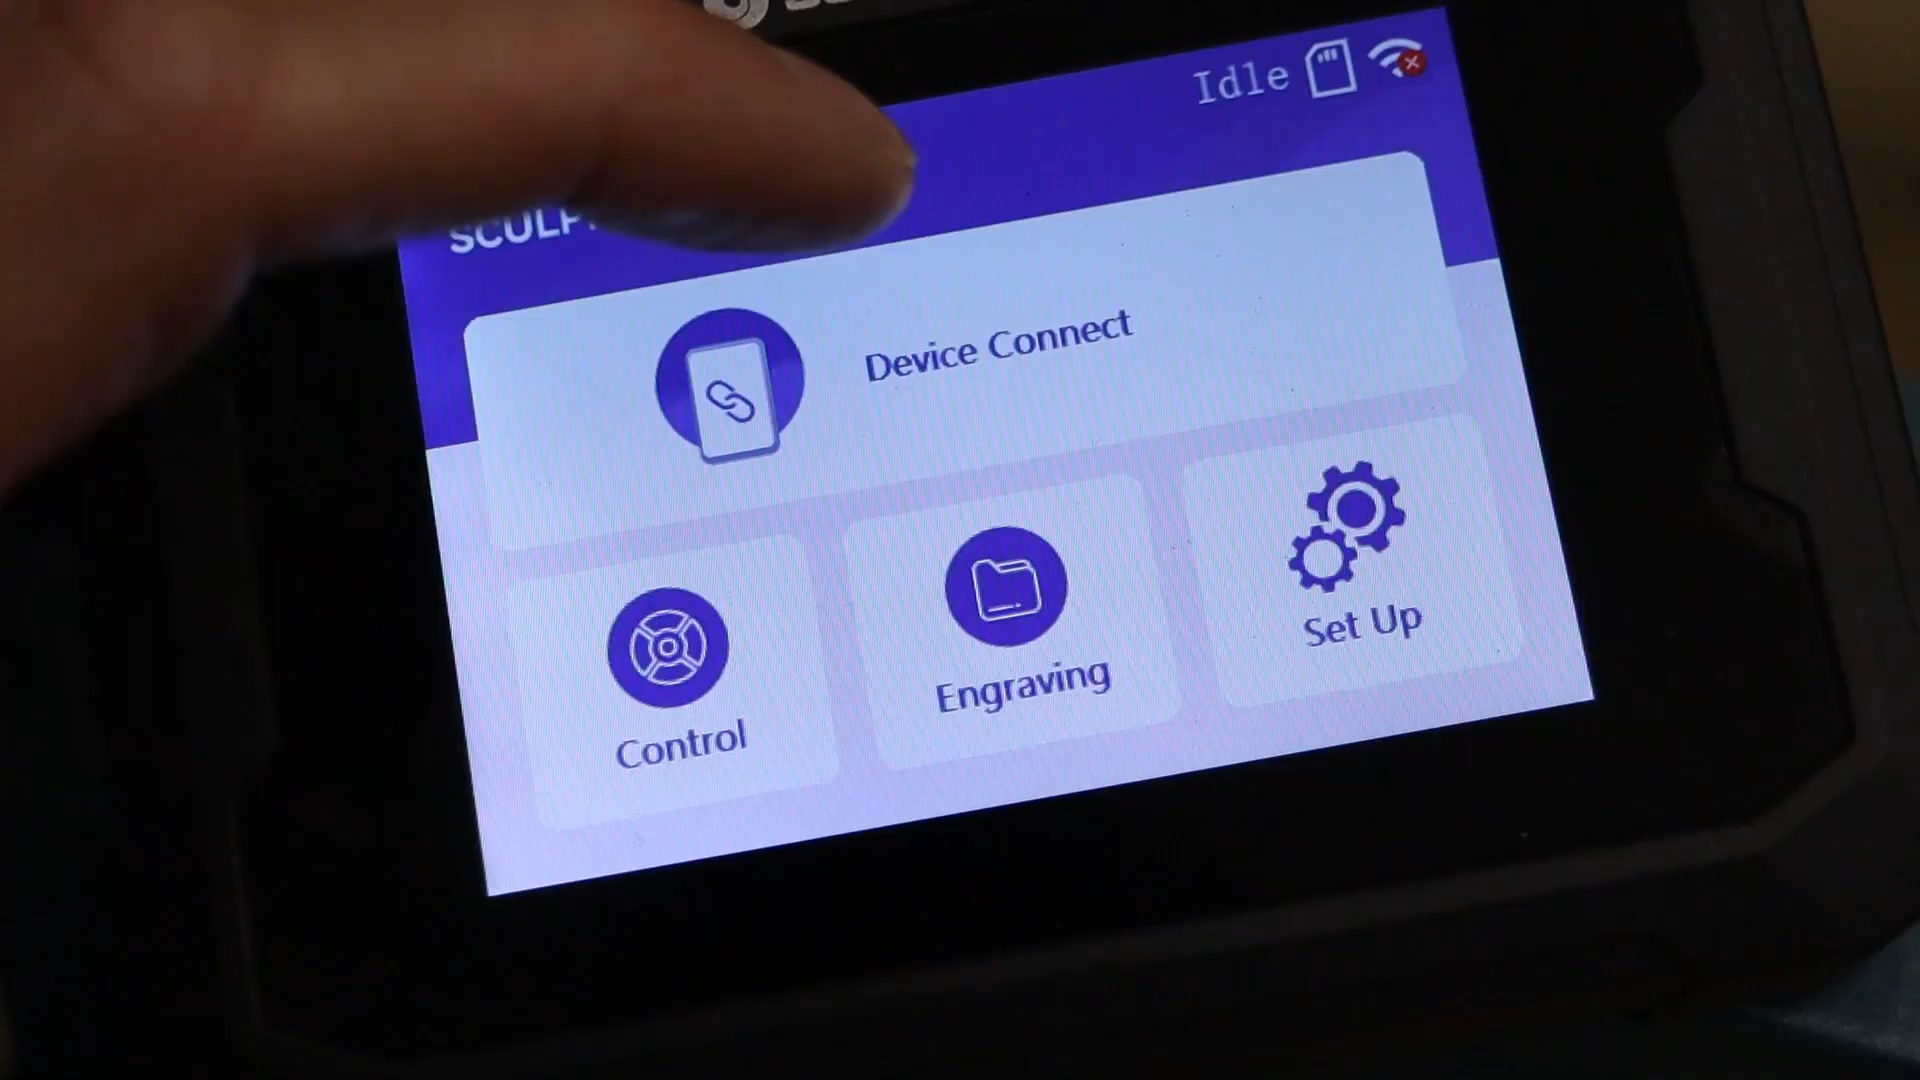 Idle
Device Connect
Control
Engraving
Set Up